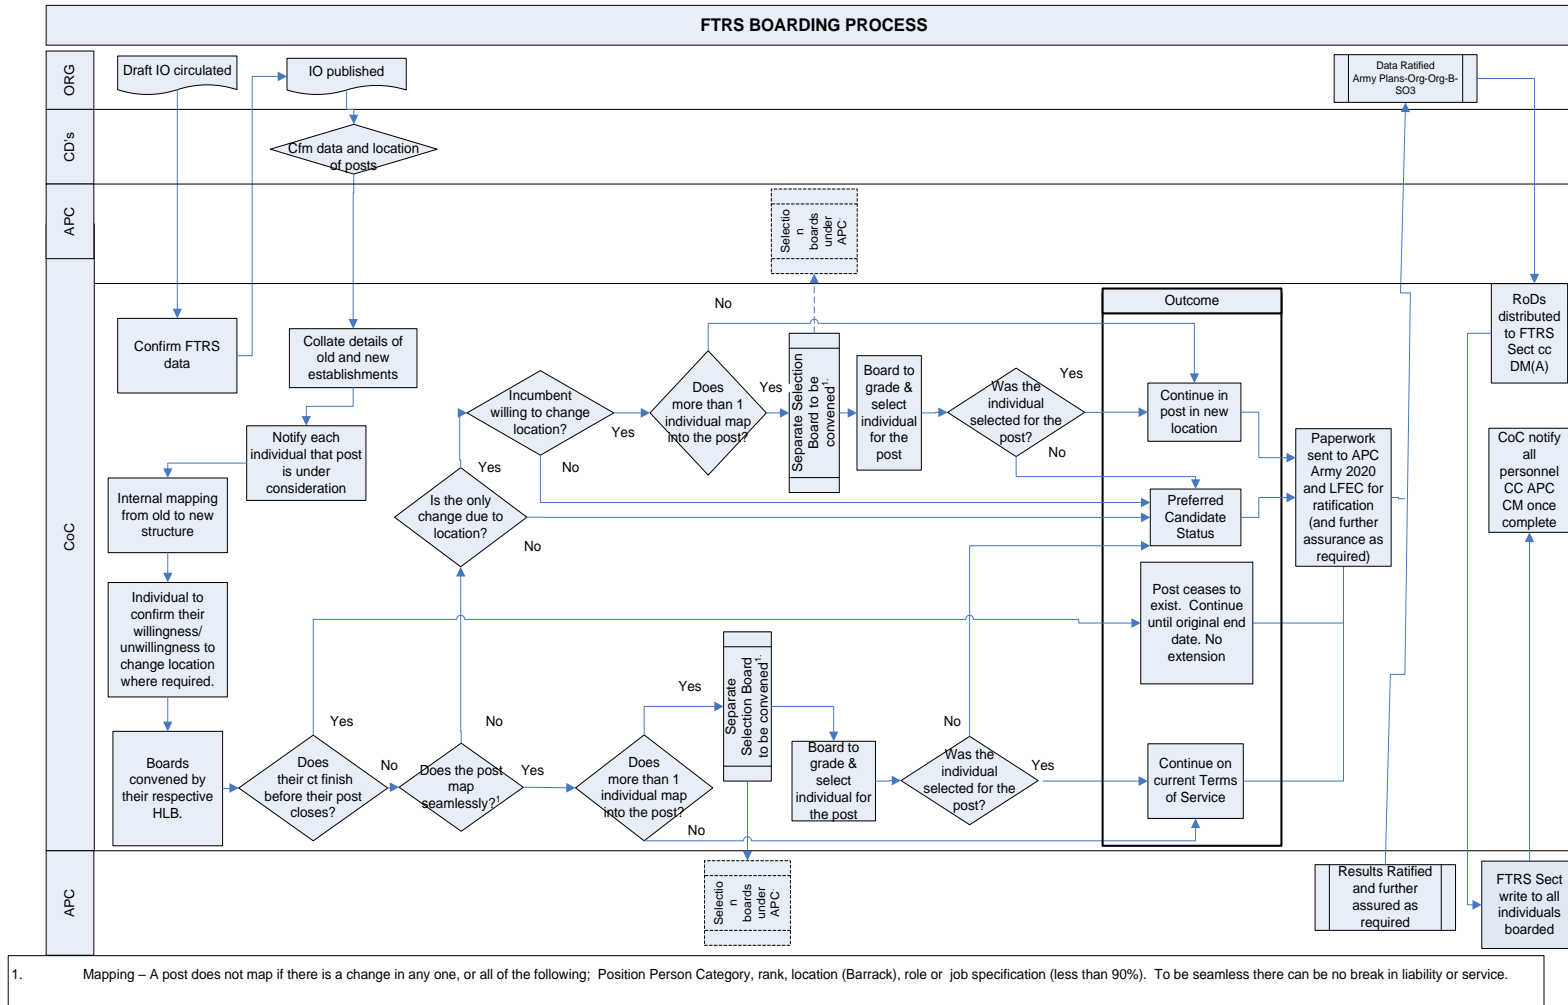 FTRS BOARDING PROCESS
ORG
Draft IO circulated
IO published
Data Ratified
Army Plans-Org-Org-B-
SO3
CD's
Cfm data and location
of posts
APC
Selectio
n
boards
under
APC.
CoC
Confirm FTRS
data
Collate details of
old and new
establishments
Notify each
individual that post
is under
consideration
Internal mapping
from old to new
structure
Individual to
confirm their
willingness/
unwillingness to
change location
where required.
Boards
convened by
their respective
HLB.
Does
their ct finish
before their post
closes?
Yes
No
Does the post
map
seamlessly?1
No
Yes
Is the only
change due to
location?
Yes
No
Incumbent
willing to change
location?
Yes
No
Does
more than 1
individual map
into the post?
No
Yes
Separate Selection
Board to be
convened1.
Board to
grade &
select
individual
for the
post
Was the
individual
selected for the
post?
Yes
No
Does
more than 1
individual map
into the post?
Yes
No
Separate
Selection Board
to be convened1.
Board to
grade &
select
individual for
the post
Was the
individual
selected for the
post?
No
Yes
Outcome
Continue in
post in new
location
Preferred
Candidate
Status
Post ceases to
exist. Continue
until original end
date. No
extension
Continue on
current Terms
of Service
Paperwork
sent to APC
Army 2020
and LFEC for
ratification
(and further
assurance as
required)
RoDs
distributed
to FTRS
Sect cc
DM(A)
CoC notify
all
personnel
CC APC
CM once
complete
APC
Selectio
n
boards
under
APC.
Results Ratified
and further
assured as
required
FTRS Sect
write to all
individuals
boarded
1. Mapping – A post does not map if there is a change in any one, or all of the following; Position Person Category, rank, location (Barrack), role or job specification (less than 90%). To be seamless there can be no break in liability or service.